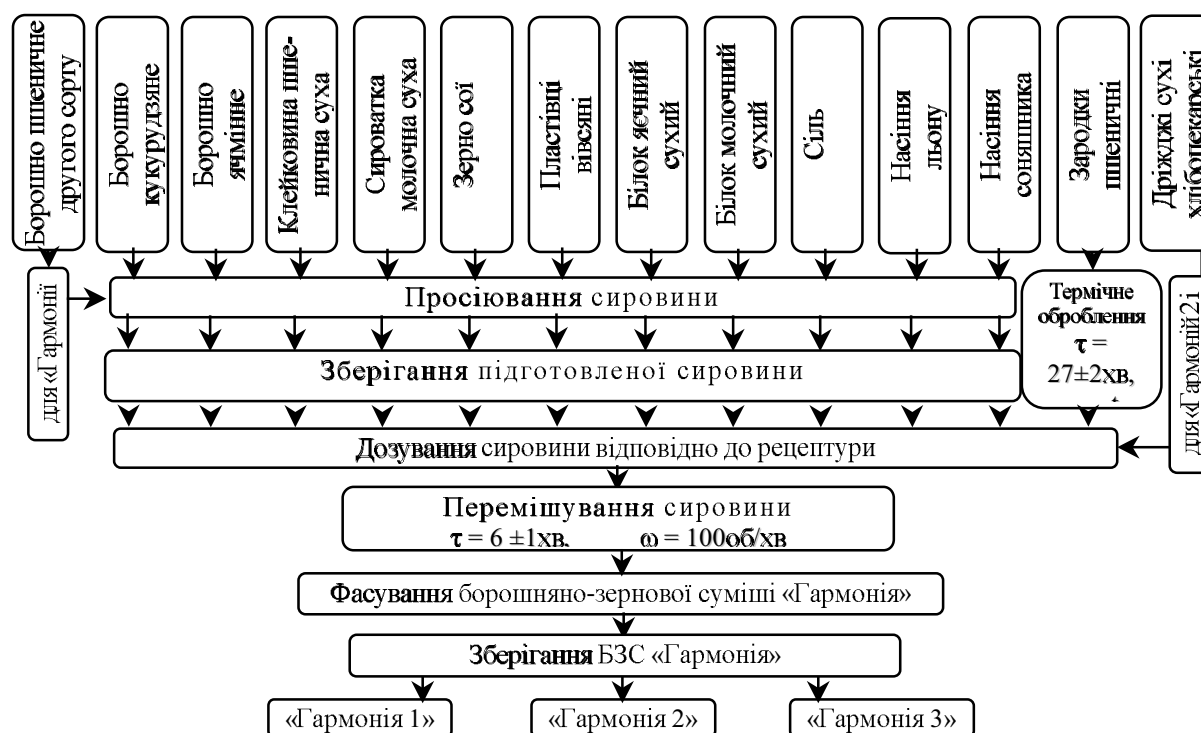 Борошно пшеничне
другого сорту
Борошно
кукурудзяне
Борошно
ячмінне
Клейковина пше-
нична суха
Сироватка
молочна суха
Зерно сої
Пластівці
вівсяні
Білок яєчний
сухий
Білок молочний
сухий
Сіль
Насіння
льону
Насіння
соняшника
Зародки
пшеничні
Дріжджі сухі
хлібопекарські
для «Гармонії
Просіювання сировини
Термічне
оброблення
τ =
27±2хв,
для «Гармоній 2 і
Зберігання підготовленої сировини
Дозування сировини відповідно до рецептури
Перемішування сировини
τ = 6 ±1хв, ω = 100об/хв
Фасування борошняно-зернової суміші «Гармонія»
Зберігання БЗС «Гармонія»
«Гармонія 1»
«Гармонія 2»
«Гармонія 3»